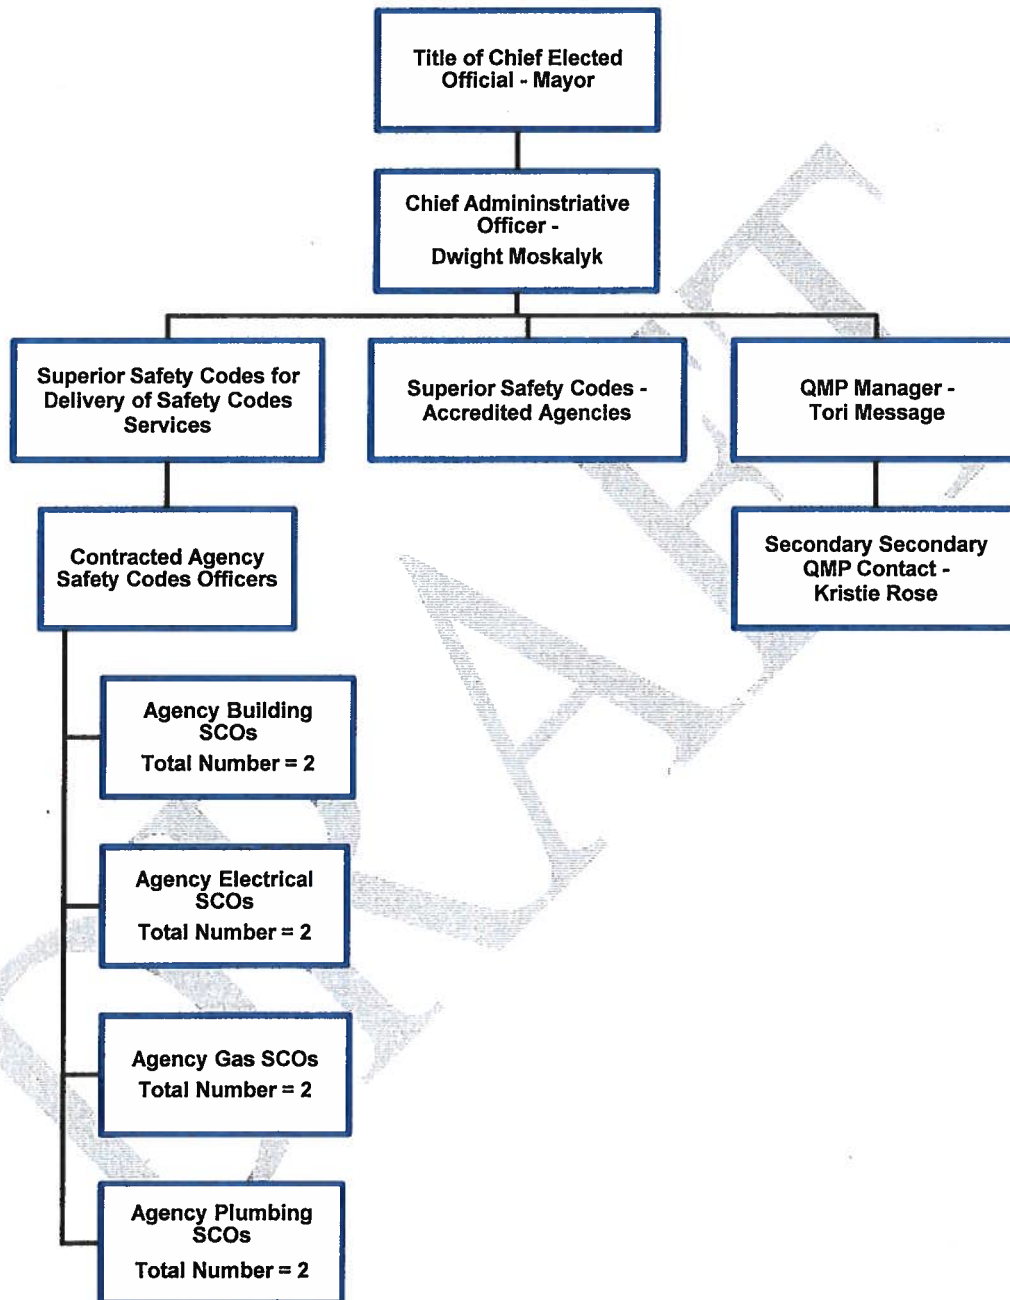 Title of Chief Elected
Official - Mayor
Chief Admininstriative
Officer -
Dwight Moskalyk
Superior Safety Codes for
Delivery of Safety Codes
Services
Superior Safety Codes -
Accredited Agencies
QMP Manager -
Tori Message
Contracted Agency
Safety Codes Officers
Secondary Secondary
QMP Contact -
Kristie Rose
Agency Building
SCOs
Total Number = 2
Agency Electrical
SCOs
Total Number = 2
Agency Gas SCOs
Total Number = 2
Agency Plumbing
SCOs
Total Number = 2
DRAFT